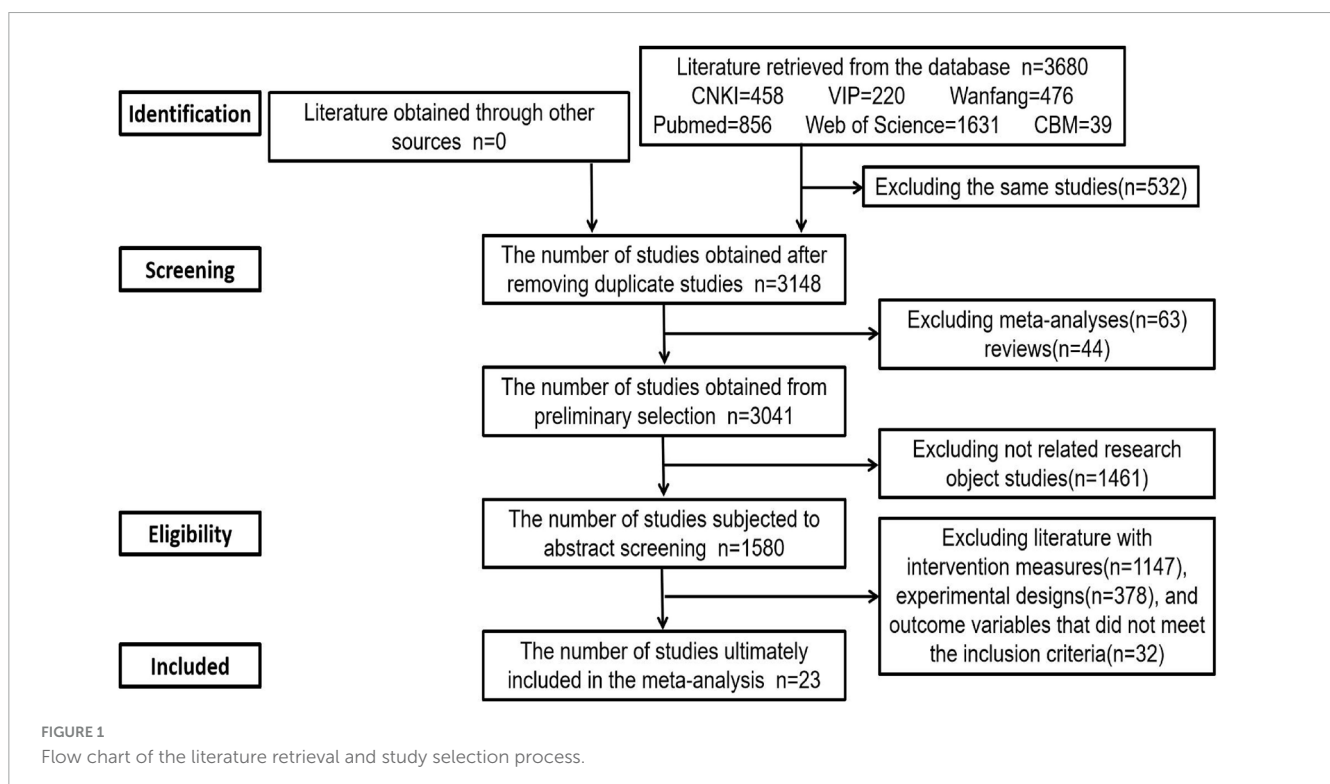 Identification
Literature obtained through other
sources n=0
Literature retrieved from the database n=3680
CNKI=458 VIP=220 Wanfang=476
Pubmed=856 Web of Science=1631 CBM=39
Excluding the same studies(n=532)
Screening
The number of studies obtained after
removing duplicate studies n=3148
Excluding meta-analyses(n=63)
reviews(n=44)
The number of studies obtained from
preliminary selection n=3041
Excluding not related research
object studies(n=1461)
Eligibility
The number of studies subjected to
abstract screening n=1580
Excluding literature with
intervention measures(n=1147),
experimental designs(n=378), and
outcome variables that did not meet
the inclusion criteria(n=32)
Included
The number of studies ultimately
included in the meta-analysis n=23
FIGURE 1
Flow chart of the literature retrieval and study selection process.